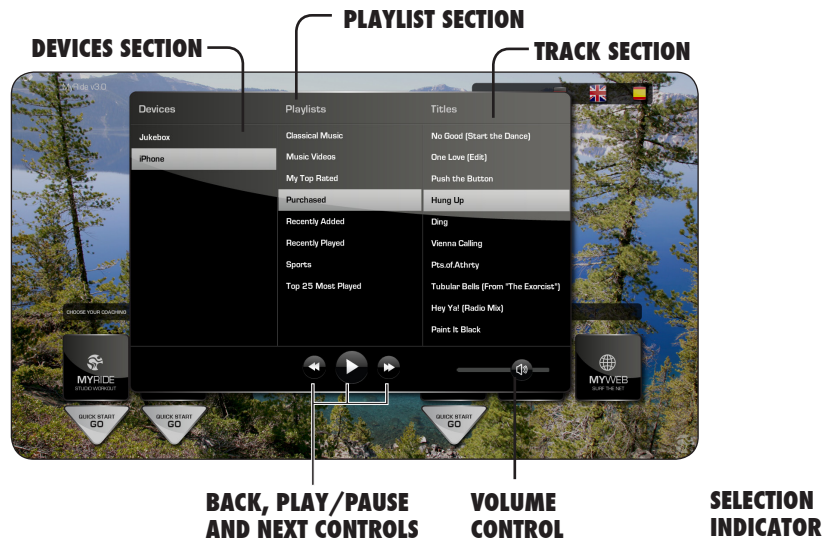 PLAYLIST SECTION
DEVICES SECTION
TRACK SECTION
MyRide v3.0
Devices
Playlists
Titles
Jukebox
iPhone
Classical Music
Music Videos
My Top Rated
Purchased
Recently Added
Recently Played
Sports
Top 25 Most Played
No Good (Start the Dance)
One Love (Edit)
Push the Button
Hung Up
Ding
Vienna Calling
Pts.of.Athrty
Tubular Bells (From "The Exorcist")
Hey Ya! (Radio Mix)
Paint It Black
CHOOSE YOUR COACHING
MYRIDE
STUDIO WORKOUT
MYWEB
SURF THE NET
QUICK START
GO
QUICK START
GO
QUICK START
GO
BACK, PLAY/PAUSE
AND NEXT CONTROLS
VOLUME
CONTROL
SELECTION
INDICATOR